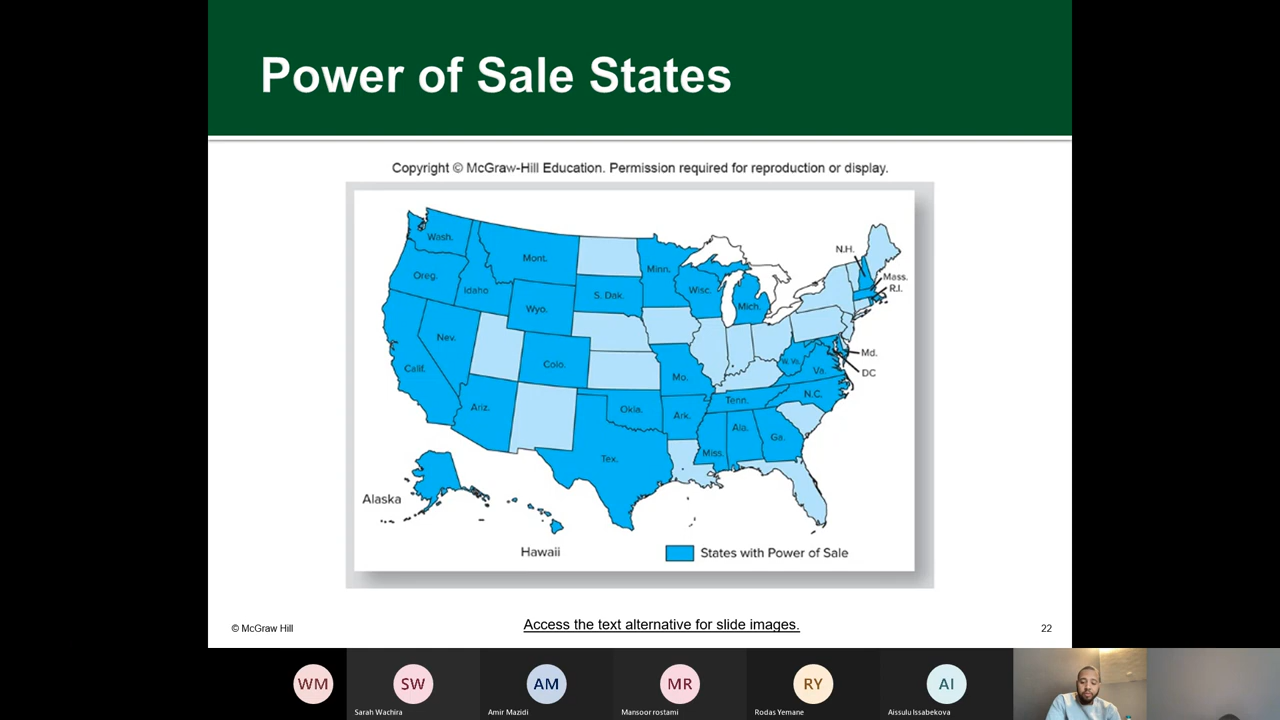 Power of Sale States
Copyright © McGraw-Hill Education. Permission required for reproduction or display.
Wash.
N.H.
Mont.
Minn.
Oreg.
Mass.
Idaho
S. Dak.
Wisc.
R.I.
Wyo.
Mich.
Nev.
Md.
Colo.
W. Va.
Calif.
Va.
DC
Mo.
N.C.
Tenn.
Ariz.
Okla.
Ark.
Ala.
Ga.
Miss.
Tex.
Alaska
Hawaii
States with Power of Sale
© McGraw Hill
Access the text alternative for slide images.
22
WM
SW
AM
MR
RY
AI
Sarah Wachira
Amir Mazidi
Mansoor rostami
Rodas Yemane
Aissulu Issabekova